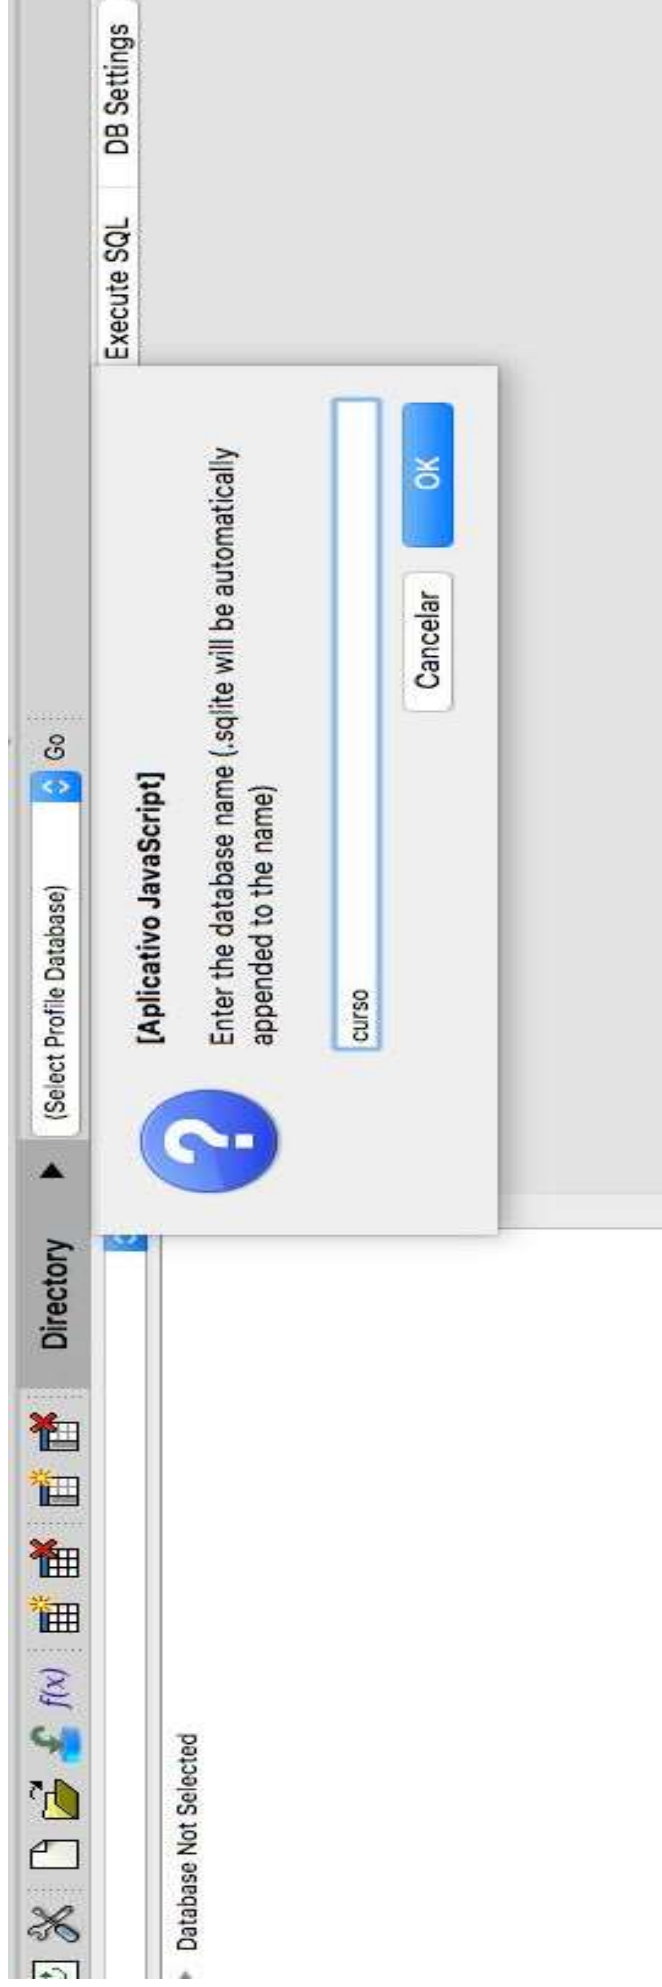 f(x)
Directory
(Select Profile Database)
Go
Execute SQL
DB Settings
[Aplicativo JavaScript]
Enter the database name (.sqlite will be automatically
appended to the name)
curso
Cancelar
OK
Database Not Selected